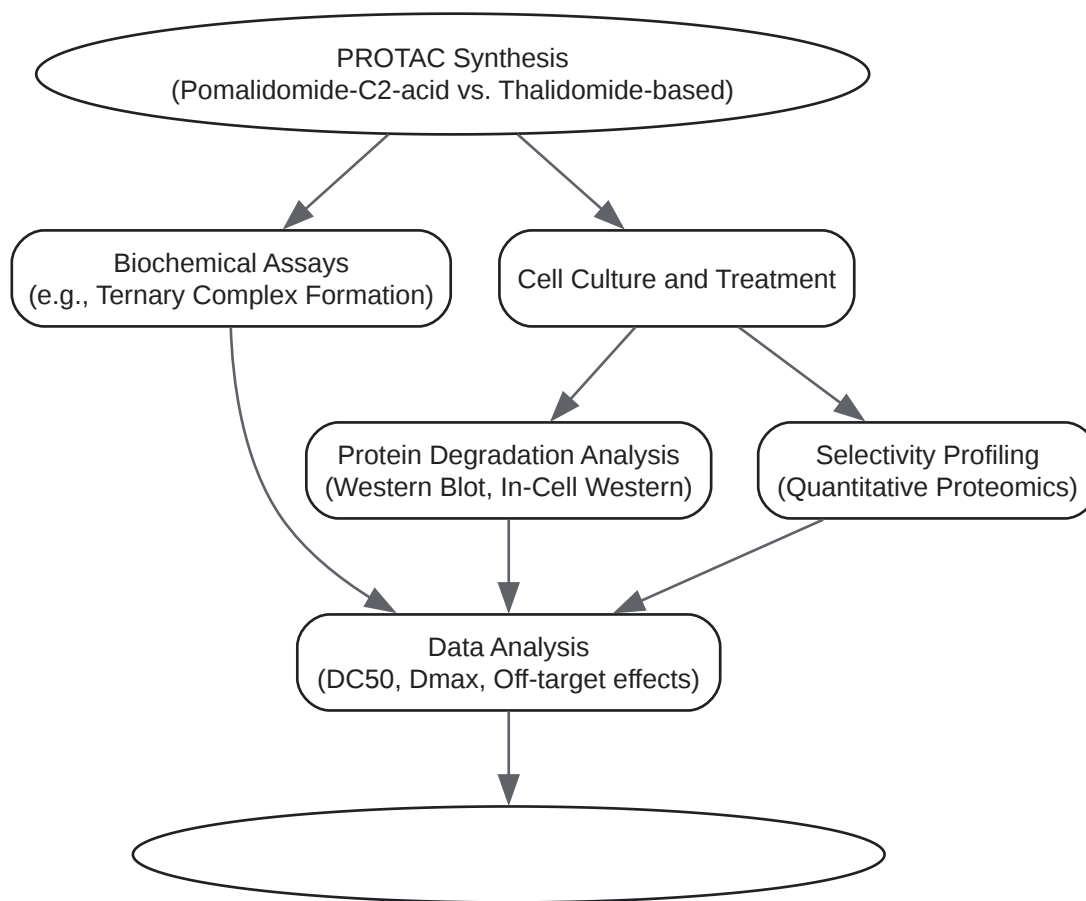 PROTAC Synthesis
(Pomalidomide-C2-acid vs. Thalidomide-based)
Biochemical Assays
(e.g., Ternary Complex Formation)
Cell Culture and Treatment
Protein Degradation Analysis
(Western Blot, In-Cell Western)
Selectivity Profiling
(Quantitative Proteomics)
Data Analysis
(DC50, Dmax, Off-target effects)